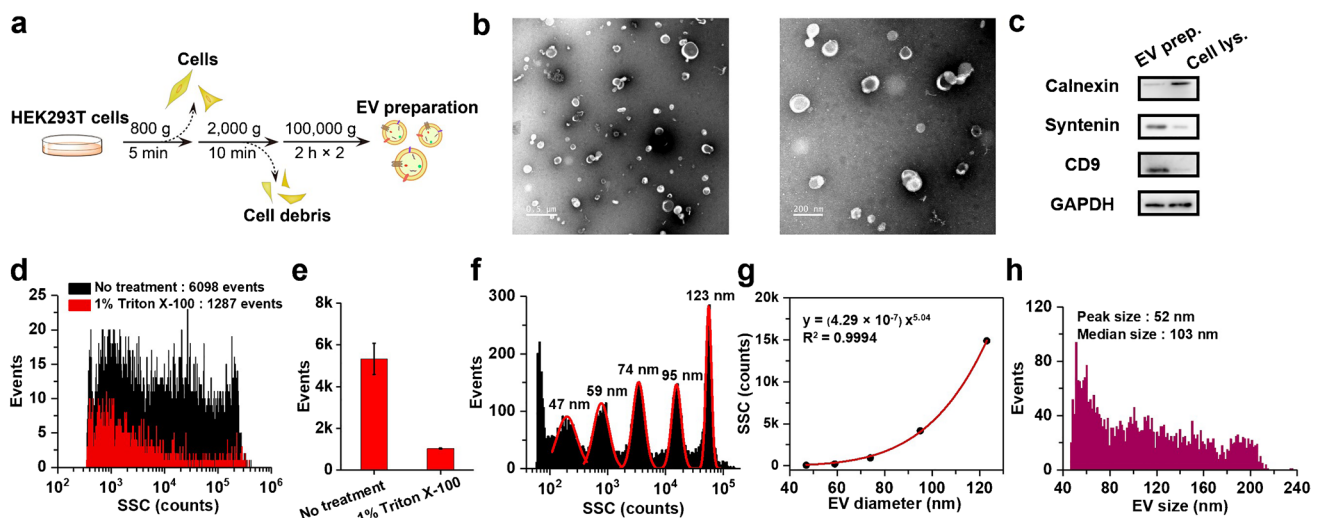 a
Cells
HEK293T cells
800 g
5 min
2,000 g
10 min
100,000 g
2 h × 2
EV preparation
Cell debris
b
0.5 μm
200 nm
c
EV prep.
Cell lys.
Calnexin
Syntenin
CD9
GAPDH
d
No treatment : 6098 events
1% Triton X-100 : 1287 events
Events
25
20
15
10
5
0
10² 10³ 10⁴ 10⁵ 10⁶
SSC (counts)
e
Events
8k
6k
4k
2k
0
No treatment
1% Triton X-100
f
Events
300
200
100
0
47 nm
59 nm
74 nm
95 nm
123 nm
10² 10³ 10⁴ 10⁵
SSC (counts)
g
SSC (counts)
20k
15k
10k
5k
0
y = (4.29 × 10⁻⁷) x⁵·⁰⁴
R² = 0.9994
40 60 80 100 120
EV diameter (nm)
h
Events
120
80
40
0
Peak size : 52 nm
Median size : 103 nm
40 80 120 160 200 240
EV size (nm)